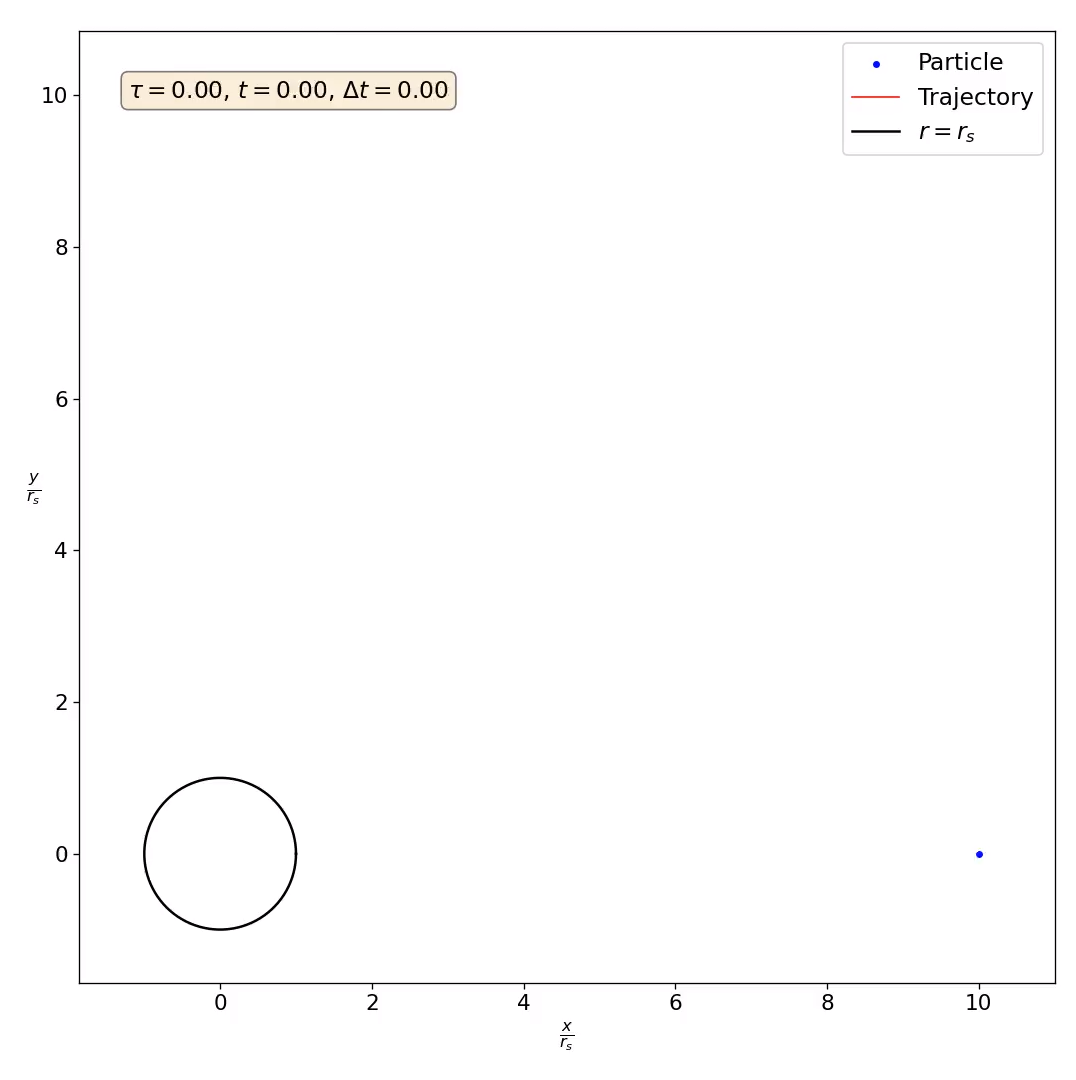 τ = 0.00, t = 0.00, Δt = 0.00
Particle
Trajectory
r = r_s
10
8
6
4
2
0
y/r_s
0 2 4 6 8 10
x/r_s